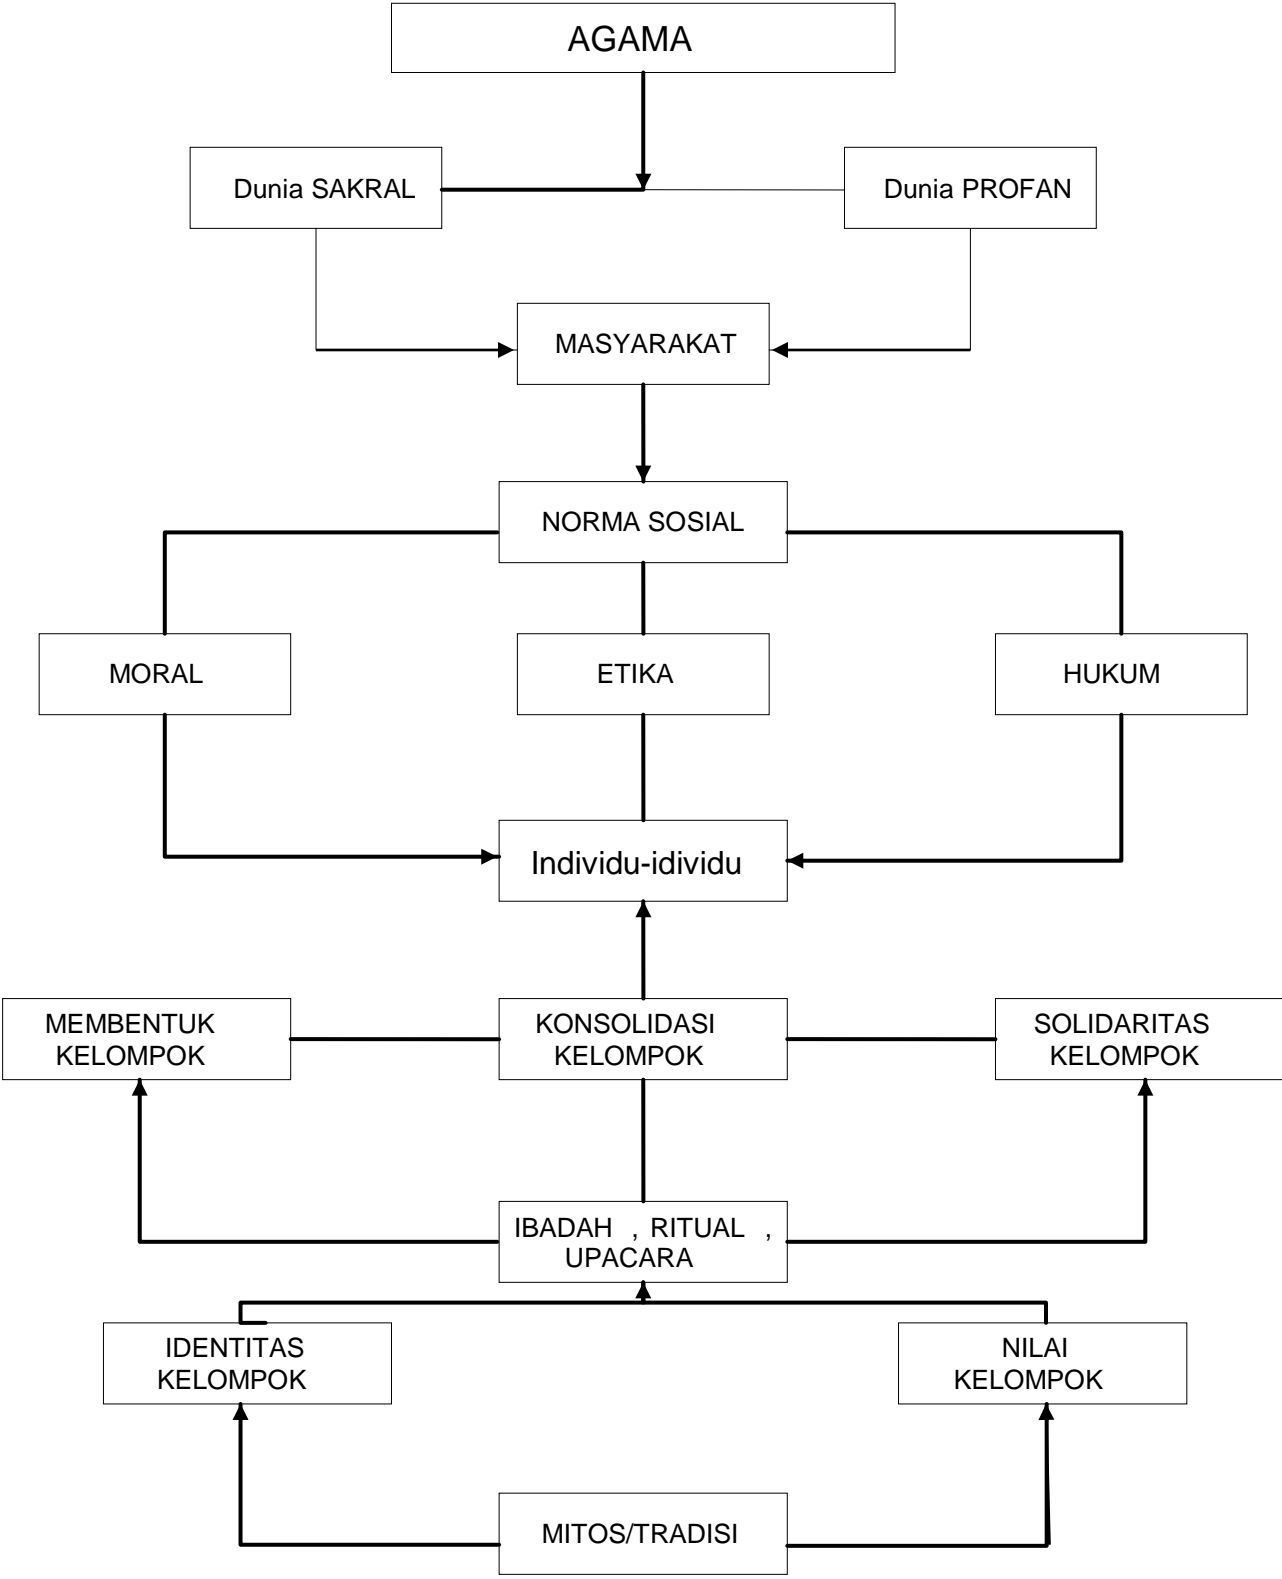 AGAMA
Dunia SAKRAL
Dunia PROFAN
MASYARAKAT
NORMA SOSIAL
MORAL
ETIKA
HUKUM
Individu-idividu
MEMBENTUK
KELOMPOK
KONSOLIDASI
KELOMPOK
SOLIDARITAS
KELOMPOK
IBADAH , RITUAL ,
UPACARA
IDENTITAS
KELOMPOK
NILAI
KELOMPOK
MITOS/TRADISI